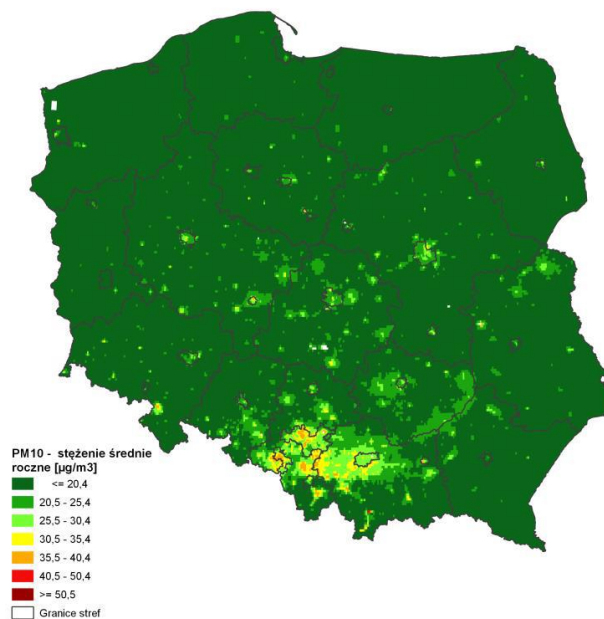 PM10 - stężenie średnie
roczne [µg/m3]
<= 20,4
20,5 - 25,4
25,5 - 30,4
30,5 - 35,4
35,5 - 40,4
40,5 - 50,4
>= 50,5
Granice stref